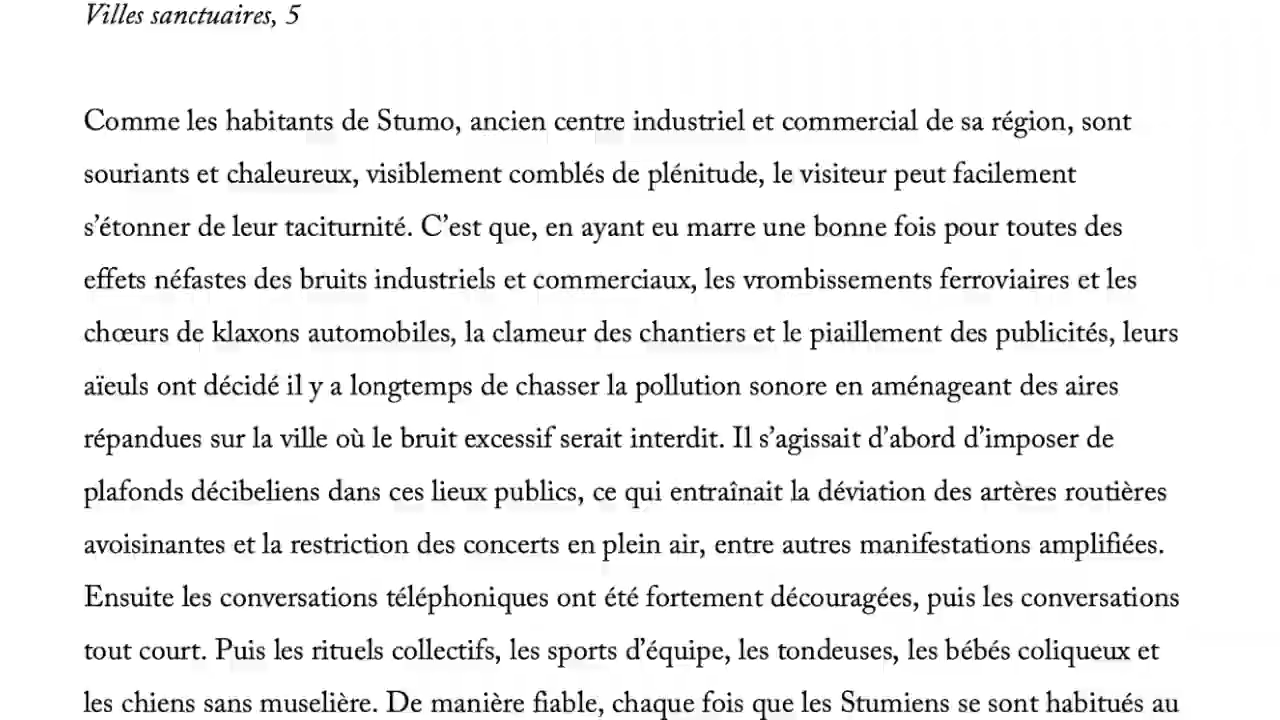 Villes sanctuaires, 5
Comme les habitants de Stumo, ancien centre industriel et commercial de sa région, sont
souriants et chaleureux, visiblement comblés de plénitude, le visiteur peut facilement
s’étonner de leur taciturnité. C’est que, en ayant eu marre une bonne fois pour toutes des
effets néfastes des bruits industriels et commerciaux, les vrombissements ferroviaires et les
chœurs de klaxons automobiles, la clameur des chantiers et le piaillement des publicités, leurs
aïeuls ont décidé il y a longtemps de chasser la pollution sonore en aménageant des aires
répandues sur la ville où le bruit excessif serait interdit. Il s’agissait d’abord d’imposer de
plafonds décibeliens dans ces lieux publics, ce qui entraînait la déviation des artères routières
avoisinantes et la restriction des concerts en plein air, entre autres manifestations amplifiées.
Ensuite les conversations téléphoniques ont été fortement découragées, puis les conversations
tout court. Puis les rituels collectifs, les sports d’équipe, les tondeuses, les bébés coliqueux et
les chiens sans muselière. De manière fiable, chaque fois que les Stumiens se sont habitués au